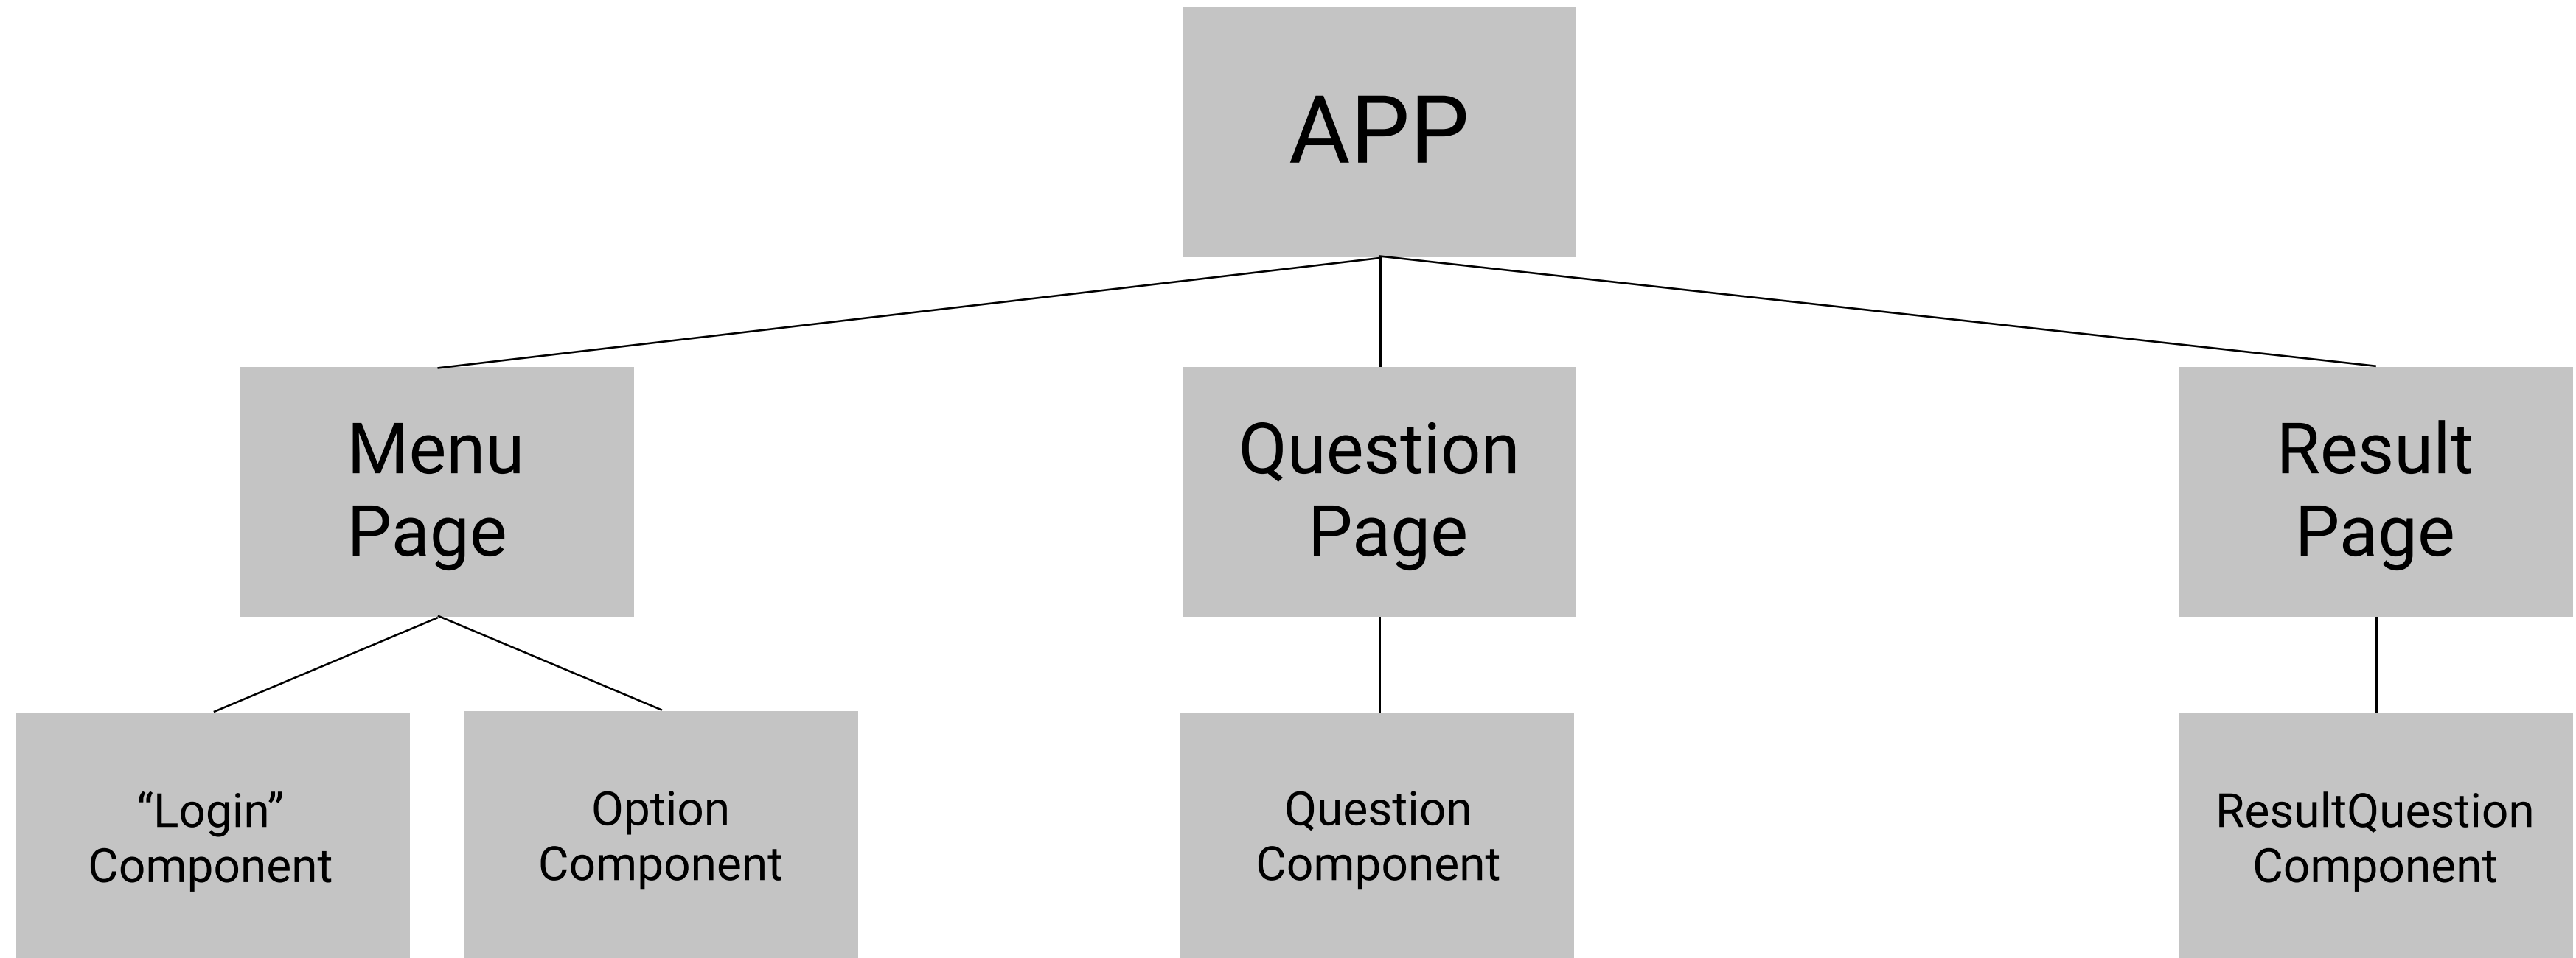 APP
Menu
Page
Question
Page
Result
Page
“Login”
Component
Option
Component
Question
Component
ResultQuestion
Component